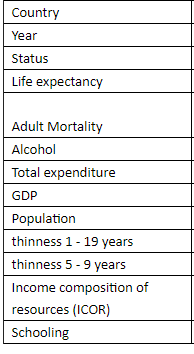 Country
Year
Status
Life expectancy
Adult Mortality
Alcohol
Total expenditure
GDP
Population
thinness 1 - 19 years
thinness 5 - 9 years
Income composition of
resources (ICOR)
Schooling